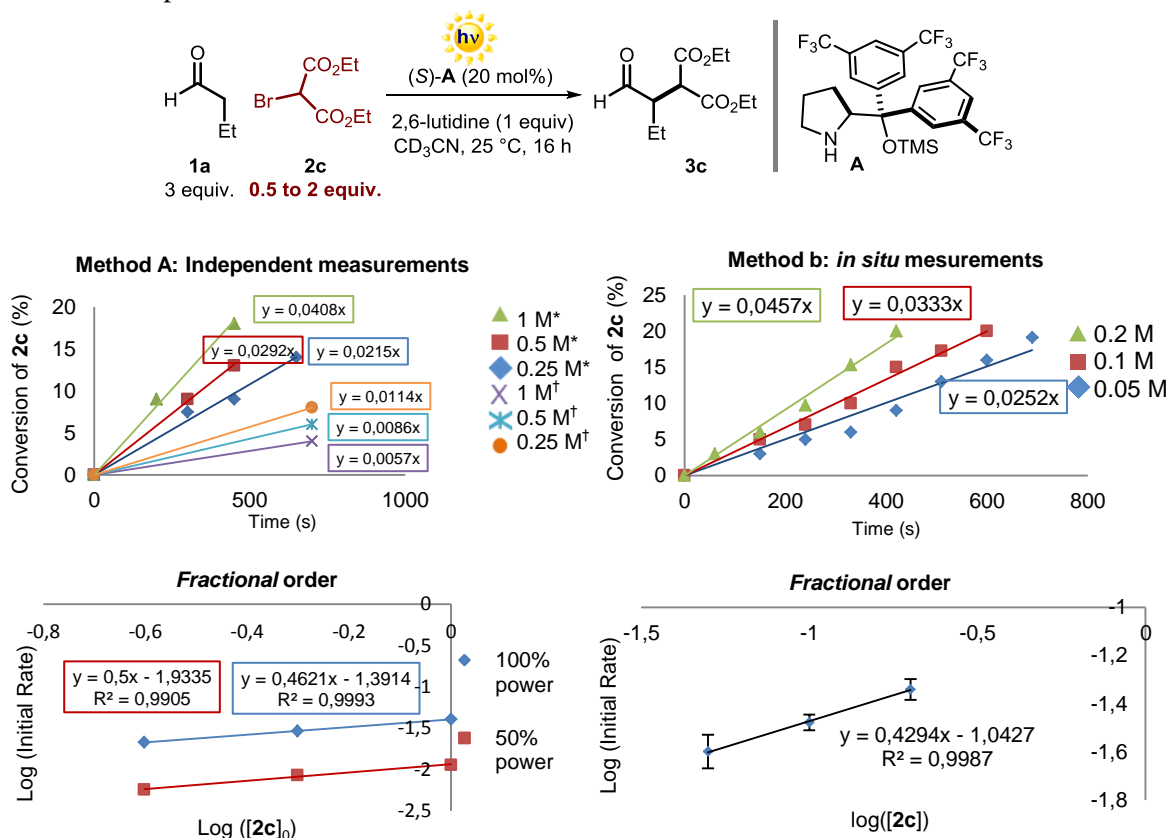 hν
O
H
Et
1a
3 equiv.
CO2Et
Br
CO2Et
2c
0.5 to 2 equiv.
(S)-A (20 mol%)
2,6-lutidine (1 equiv)
CD3CN, 25 °C, 16 h
O
CO2Et
H
CO2Et
Et
3c
F3C
CF3
CF3
N
H
OTMS
CF3
A
Method A: Independent measurements
Conversion of 2c (%)
20
15
10
5
0
0
500
1000
Time (s)
y = 0,0408x
y = 0,0292x
y = 0,0215x
y = 0,0114x
y = 0,0086x
y = 0,0057x
1 M*
0.5 M*
0.25 M*
1 M†
0.5 M†
0.25 M†
Method b: in situ mesurements
Conversion of 2c (%)
25
20
15
10
5
0
0
200
400
600
800
Time (s)
y = 0,0457x
y = 0,0333x
y = 0,0252x
0.2 M
0.1 M
0.05 M
Fractional order
Log (Initial Rate)
-0,8
-0,6
-0,4
-0,2
0
0
-0,5
-1
-1,5
-2
-2,5
y = 0,5x - 1,9335
R² = 0,9905
y = 0,4621x - 1,3914
R² = 0,9993
100%
power
50%
power
Log ([2c]0)
Fractional order
Log (Initial Rate)
-1,5
-1
-0,5
0
-1
-1,2
-1,4
-1,6
-1,8
y = 0,4294x - 1,0427
R² = 0,9987
log([2c])